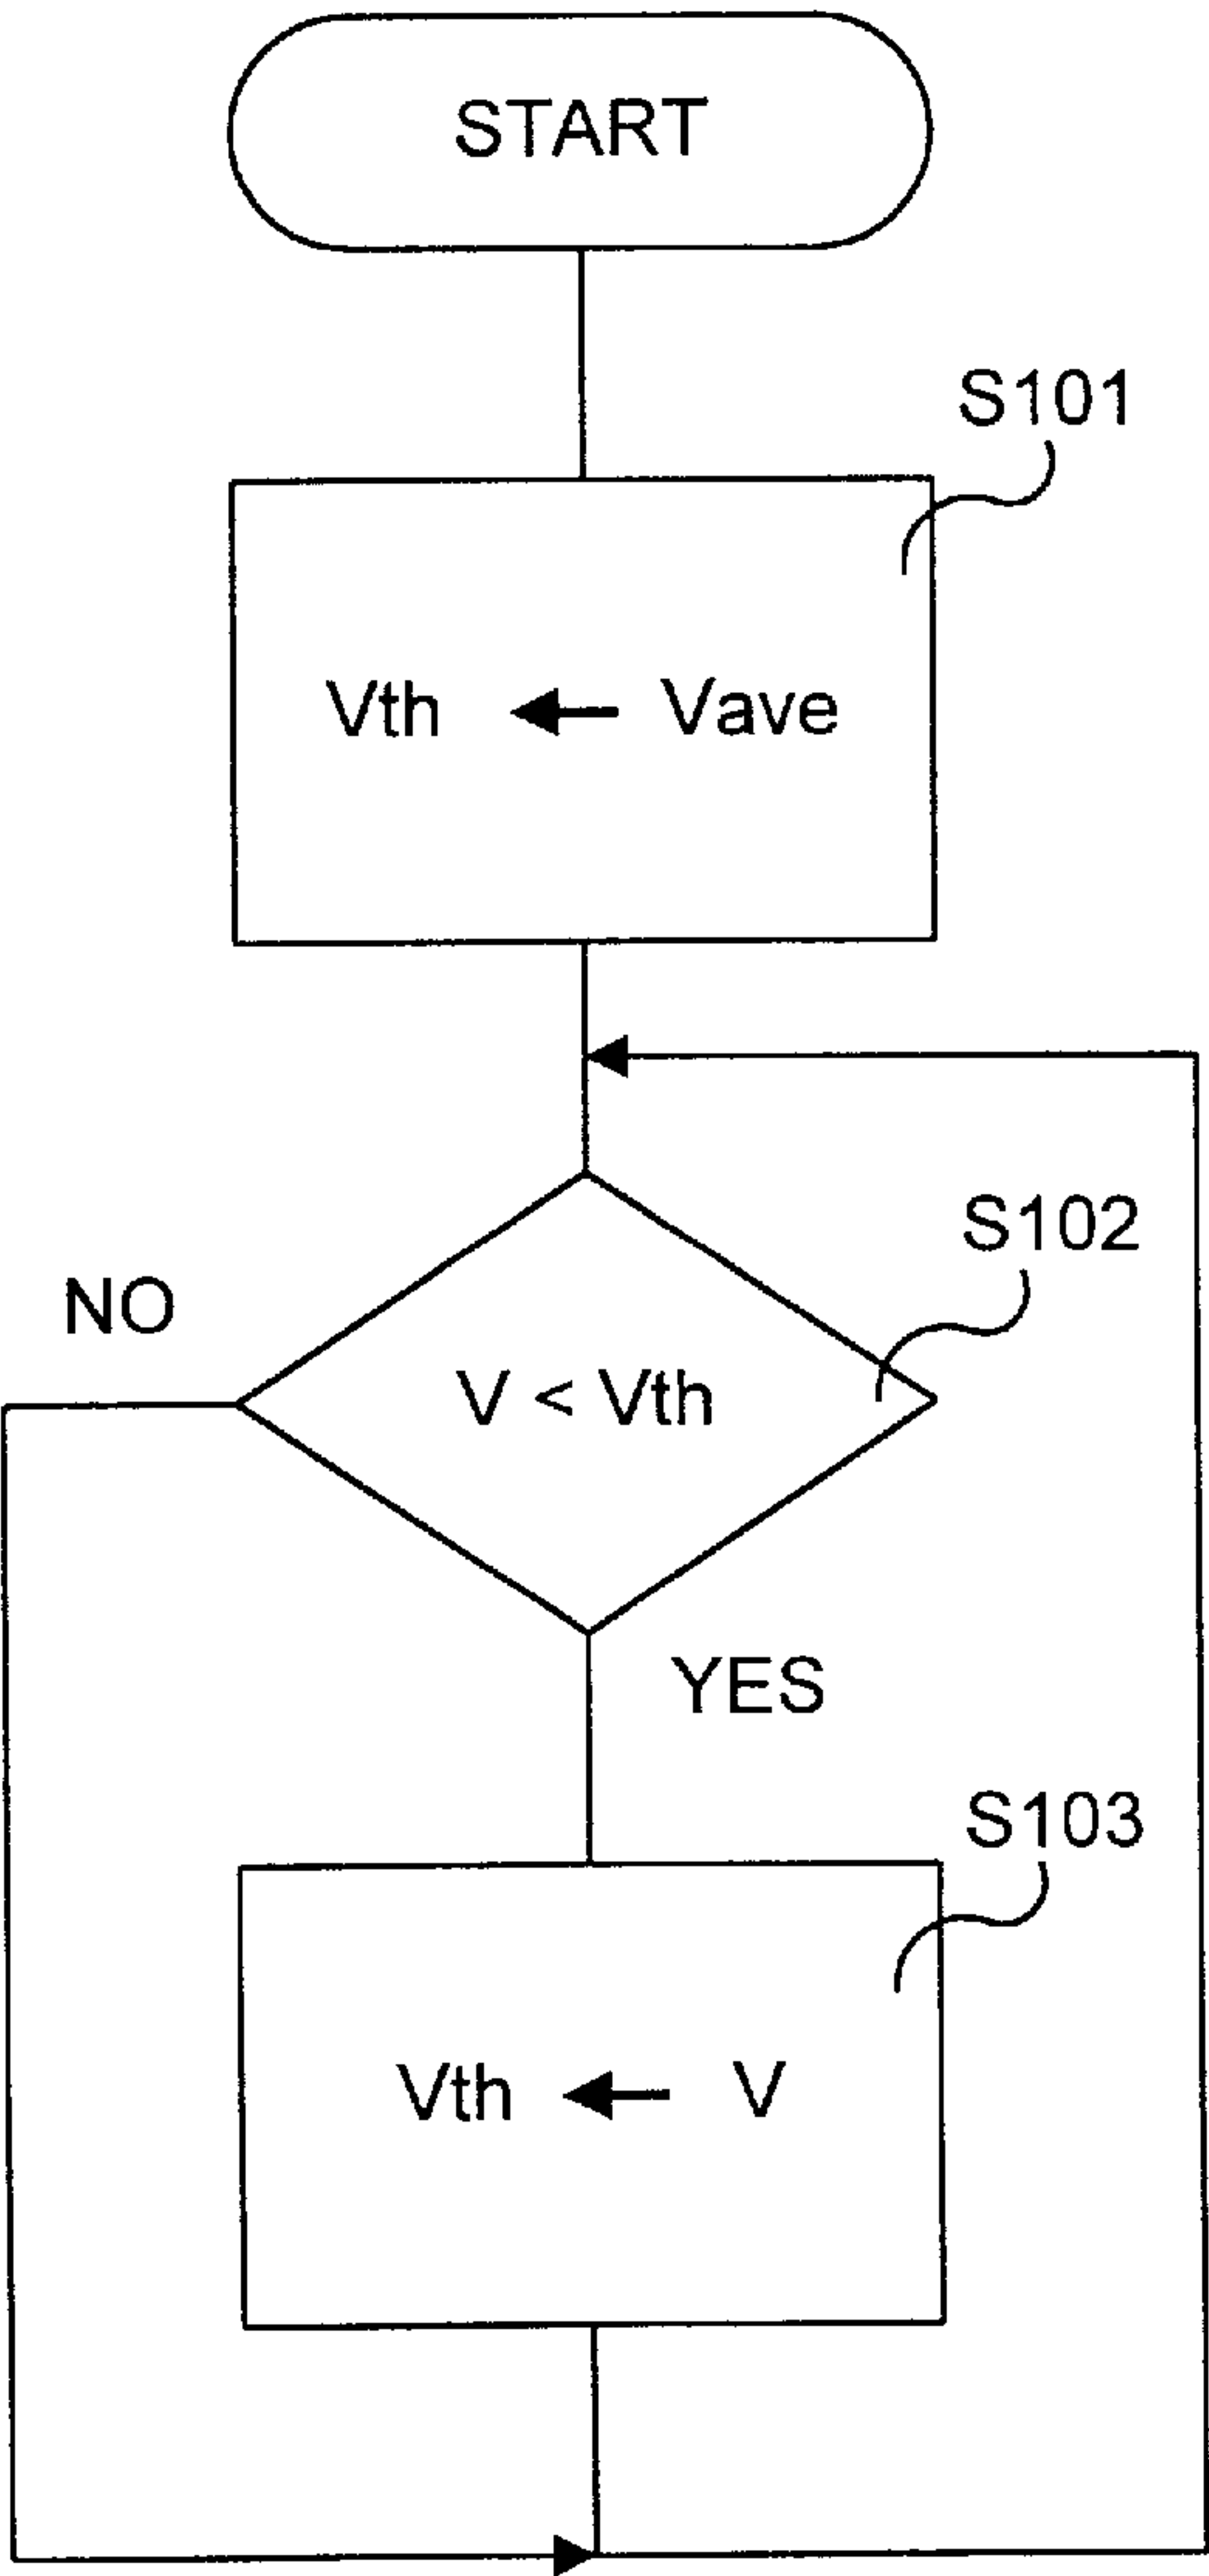 START
S101
Vth ← Vave
S102
NO
V < Vth
YES
S103
Vth ← V